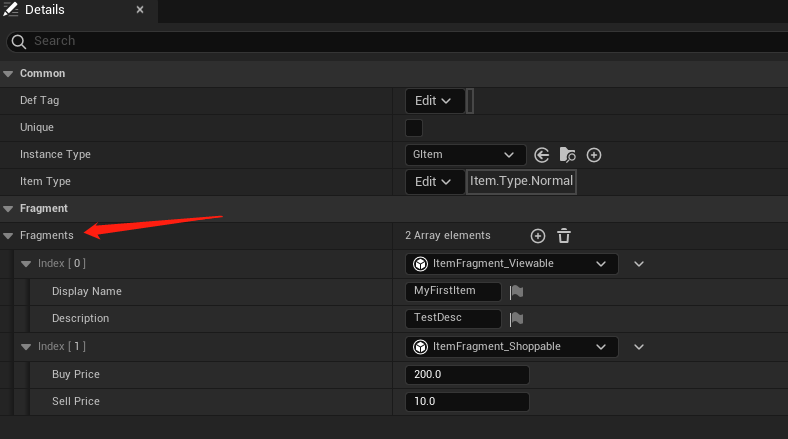 Details
Search
Common
Def Tag Edit
Unique
Instance Type GItem
Item Type Edit Item.Type.Normal
Fragment
Fragments 2 Array elements
Index [ 0 ] ItemFragment_Viewable
Display Name MyFirstItem
Description TestDesc
Index [ 1 ] ItemFragment_Shoppable
Buy Price 200.0
Sell Price 10.0